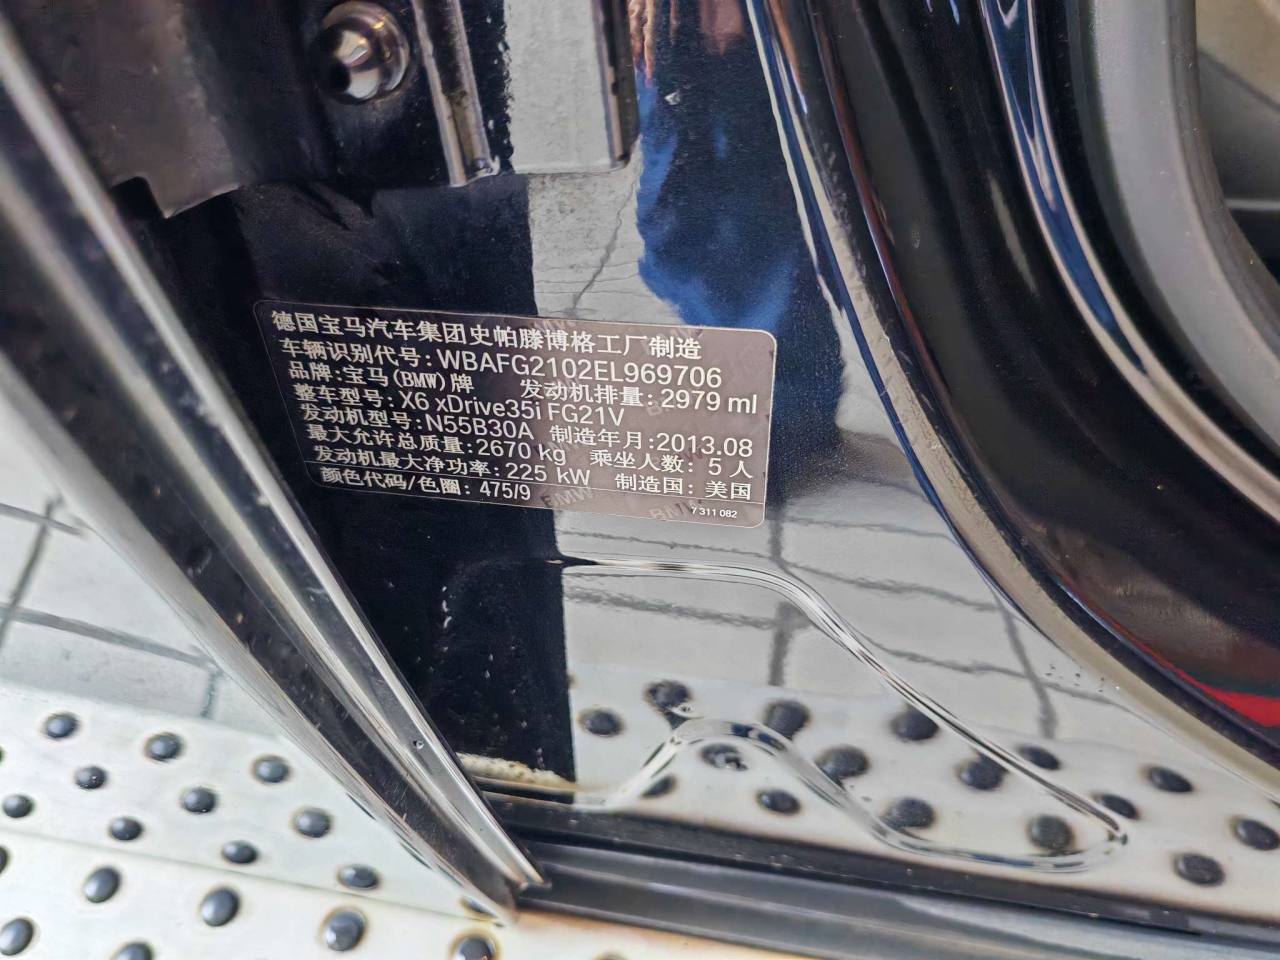 德国宝马汽车集团史帕滕博格工厂制造
车辆识别代号:WBAFG2102EL969706
品牌:宝马(BMW)牌 发动机排量:2979 ml
整车型号:X6 xDrive35i FG21V
发动机型号:N55B30A 制造年月:2013.08
最大允许总质量:2670 kg 乘坐人数:5人
发动机最大净功率:225 kW 制造国:美国
颜色代码/色圈:475/9
7 311 082